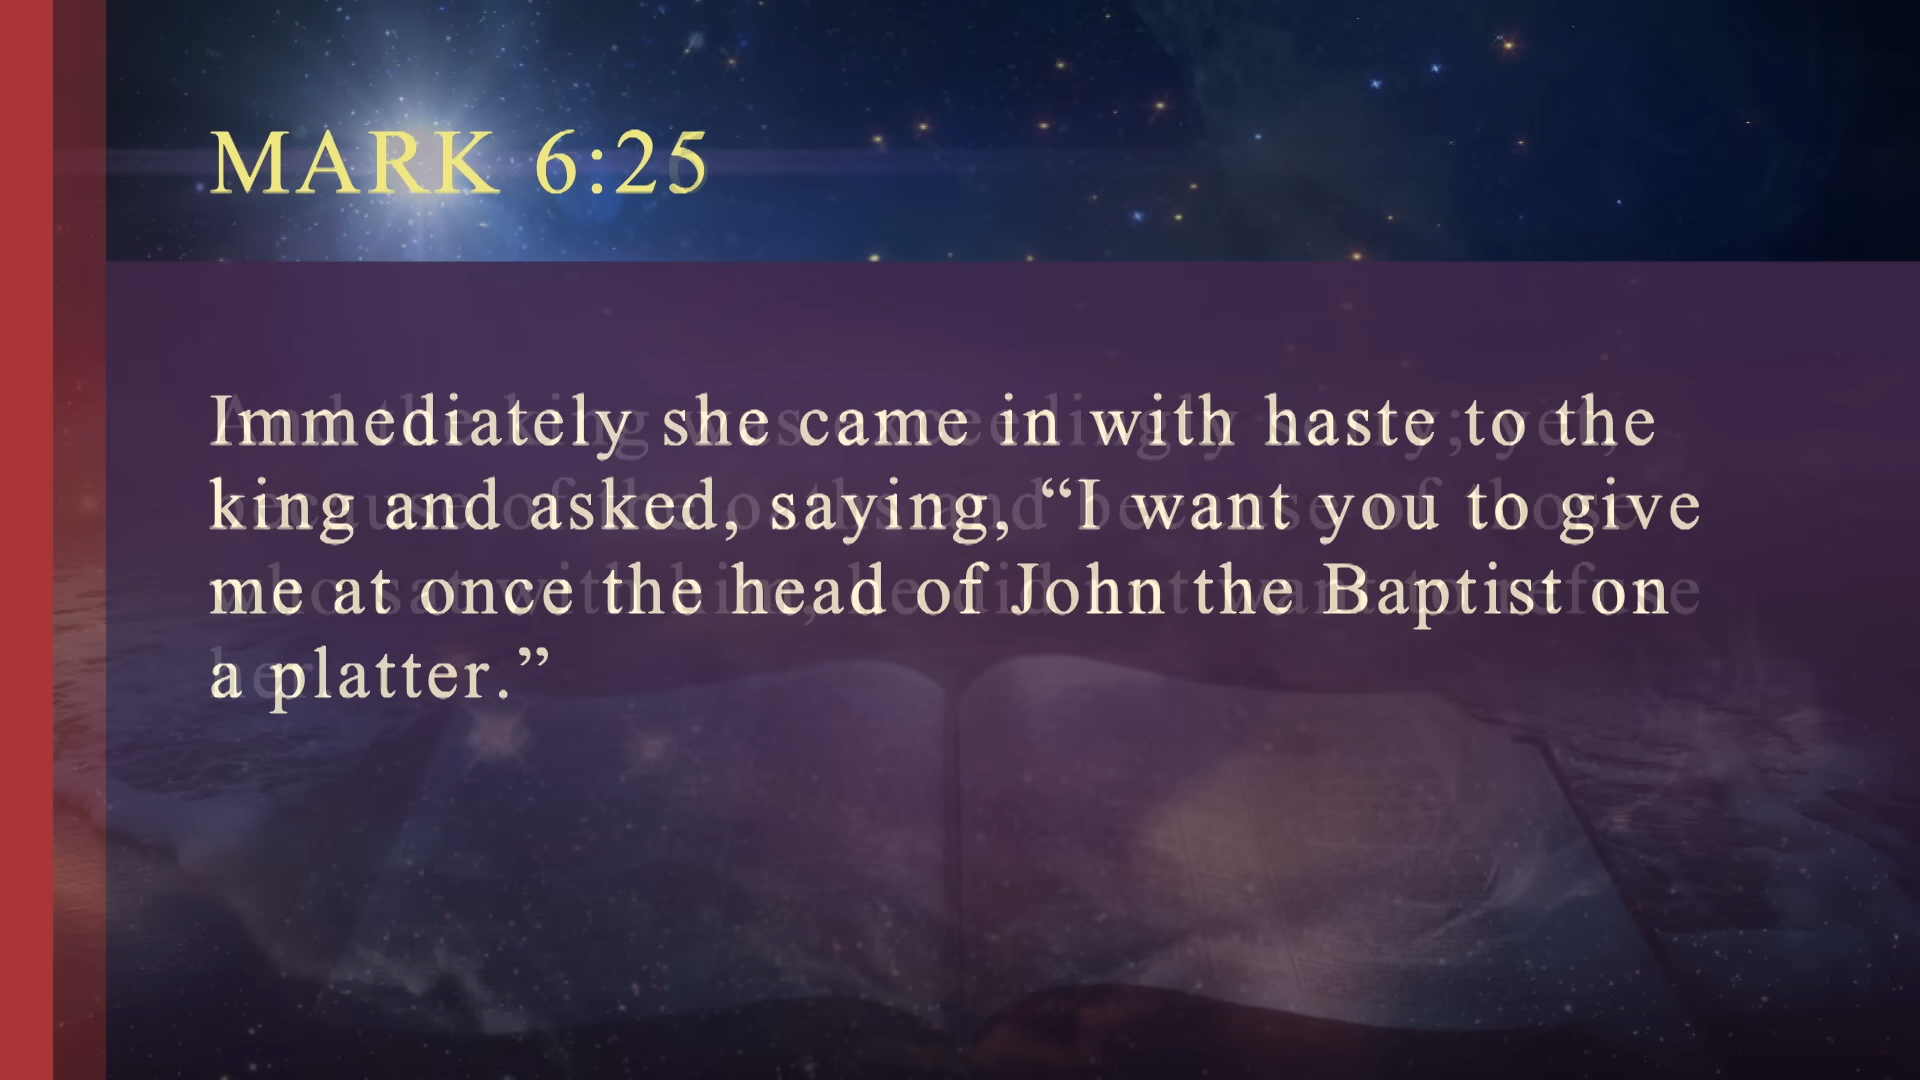 MARK 6:25
Immediately she came in with haste to the
king and asked, saying, “I want you to give
me at once the head of John the Baptist on
a platter.”